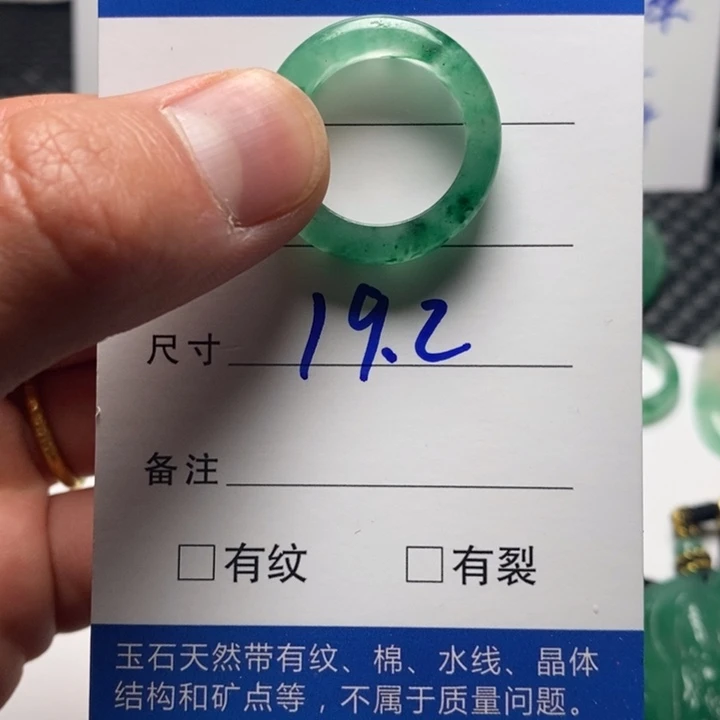 尺寸 19.2
备注
□有纹 □有裂
玉石天然带有纹、棉、水线、晶体
结构和矿点等，不属于质量问题。